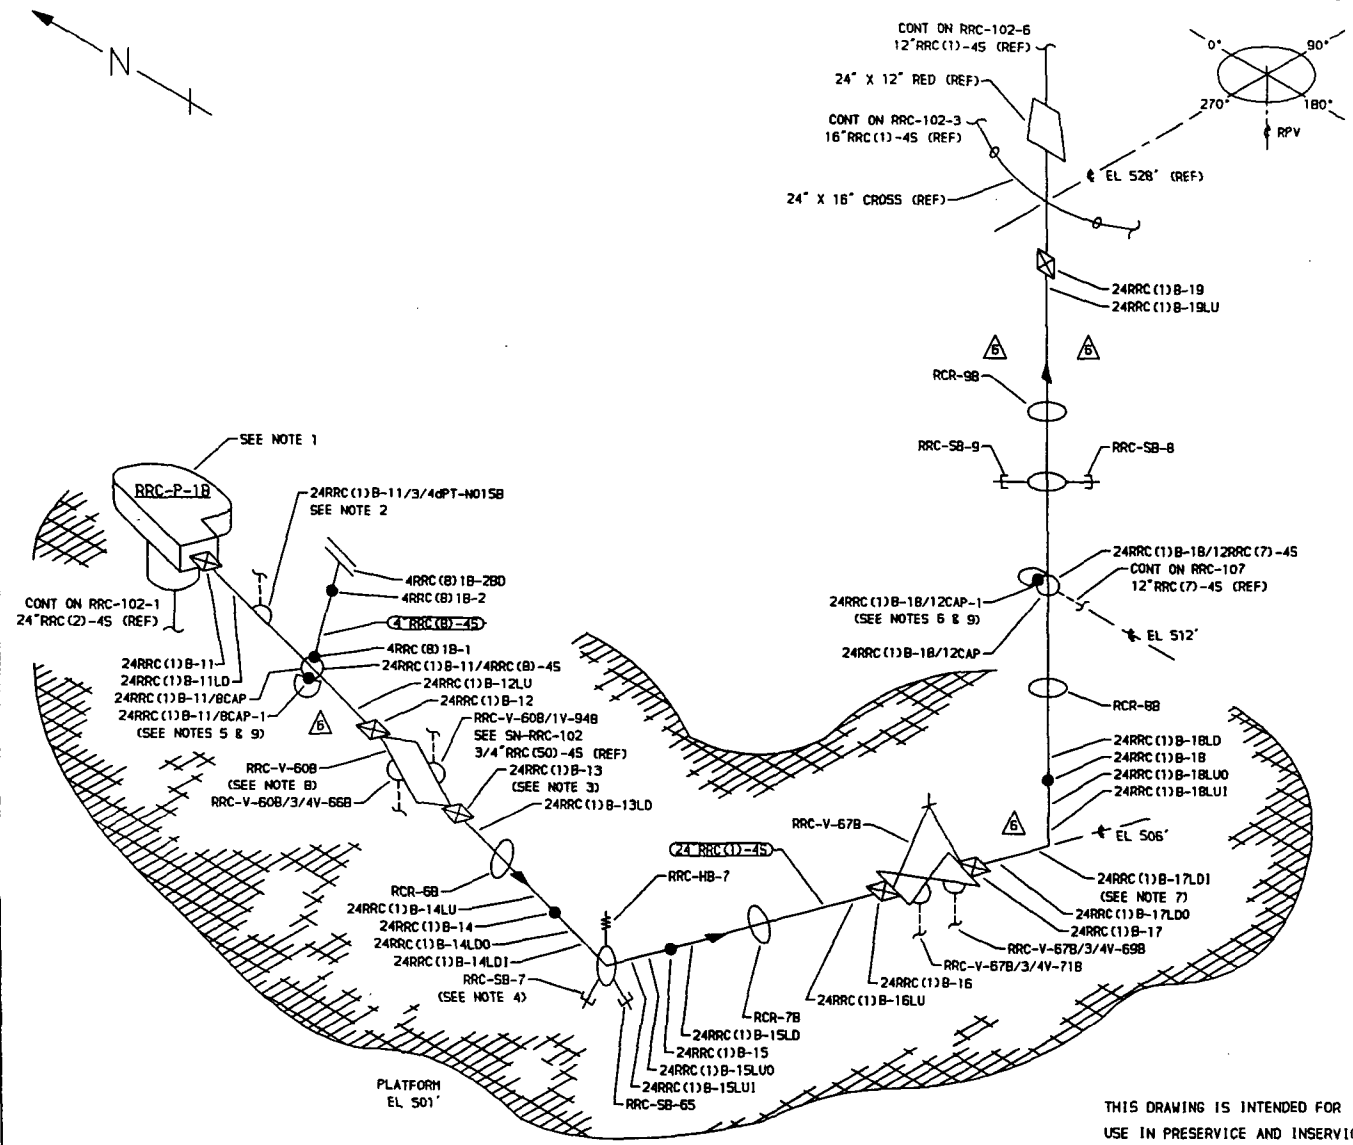 N
CONT ON RRC-102-6
12"RRC(1)-4S (REF)
24" X 12" RED (REF)
CONT ON RRC-102-3
16"RRC(1)-4S (REF)
24" X 16" CROSS (REF)
0°
90°
270°
180°
RPV
EL 528' (REF)
24RRC(1)B-19
24RRC(1)B-19LU
6
6
RCR-9B
RRC-SB-9
RRC-SB-8
24RRC(1)B-18/12RRC(7)-4S
CONT ON RRC-107
12"RRC(7)-4S (REF)
24RRC(1)B-18/12CAP-1
(SEE NOTES 6 & 9)
24RRC(1)B-18/12CAP
EL 512'
RCR-8B
24RRC(1)B-18LD
24RRC(1)B-18
24RRC(1)B-18LUO
24RRC(1)B-18LUI
EL 506'
6
SEE NOTE 1
RRC-P-1B
24RRC(1)B-11/3/4dPT-N015B
SEE NOTE 2
4RRC(8)1B-2BD
4RRC(8)1B-2
4"RRC(8)-4S
4RRC(8)1B-1
24RRC(1)B-11/4RRC(8)-4S
24RRC(1)B-12LU
24RRC(1)B-12
CONT ON RRC-102-1
24"RRC(2)-4S (REF)
24RRC(1)B-11
24RRC(1)B-11LD
24RRC(1)B-11/8CAP
24RRC(1)B-11/8CAP-1
(SEE NOTES 5 & 9)
6
RRC-V-60B/1V-94B
SEE SN-RRC-102
3/4"RRC(50)-4S (REF)
24RRC(1)B-13
(SEE NOTE 3)
24RRC(1)B-13LD
RRC-V-60B
(SEE NOTE 8)
RRC-V-60B/3/4V-66B
RCR-6B
24RRC(1)B-14LU
24RRC(1)B-14
24RRC(1)B-14LDO
24RRC(1)B-14LDI
RRC-SB-7
(SEE NOTE 4)
24"RRC(1)-4S
RRC-HB-7
RRC-V-67B
24RRC(1)B-17LDI
(SEE NOTE 7)
24RRC(1)B-17LDO
24RRC(1)B-17
RRC-V-67B/3/4V-69B
RRC-V-67B/3/4V-71B
24RRC(1)B-16
24RRC(1)B-16LU
RCR-7B
24RRC(1)B-15LD
24RRC(1)B-15
24RRC(1)B-15LUO
24RRC(1)B-15LUI
RRC-SB-65
PLATFORM
EL 501'
THIS DRAWING IS INTENDED FOR
USE IN PRESERVICE AND INSERVIC